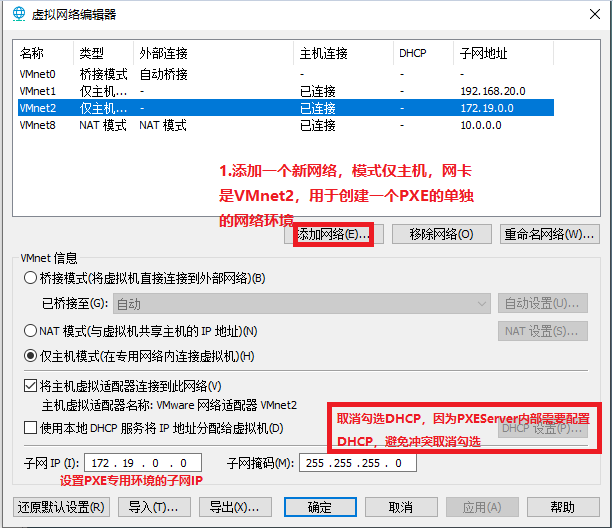 虚拟网络编辑器
名称 类型 外部连接 主机连接 DHCP 子网地址
VMnet0 桥接模式 自动桥接 - - -
VMnet1 仅主机... - 已连接 - 192.168.20.0
VMnet2 仅主机... - 已连接 - 172.19.0.0
VMnet8 NAT 模式 NAT 模式 已连接 - 10.0.0.0
1.添加一个新网络，模式仅主机，网卡
是VMnet2，用于创建一个PXE的单独
的网络环境
添加网络(E)... 移除网络(O) 重命名网络(W)...
VMnet 信息
桥接模式(将虚拟机直接连接到外部网络)(B)
已桥接至(G): 自动 自动设置(U)...
NAT 模式(与虚拟机共享主机的 IP 地址)(N) NAT 设置(S)...
仅主机模式(在专用网络内连接虚拟机)(H)
将主机虚拟适配器连接到此网络(V)
主机虚拟适配器名称: VMware 网络适配器 VMnet2
取消勾选DHCP，因为PXEServer内部需要配置
DHCP，避免冲突取消勾选
使用本地 DHCP 服务将 IP 地址分配给虚拟机(D) DHCP 设置(P)...
子网 IP (I): 172 . 19 . 0 . 0 子网掩码(M): 255 .255 .255 . 0
设置PXE专用环境的子网IP
还原默认设置(R) 导入(T)... 导出(X)... 确定 取消 应用(A) 帮助